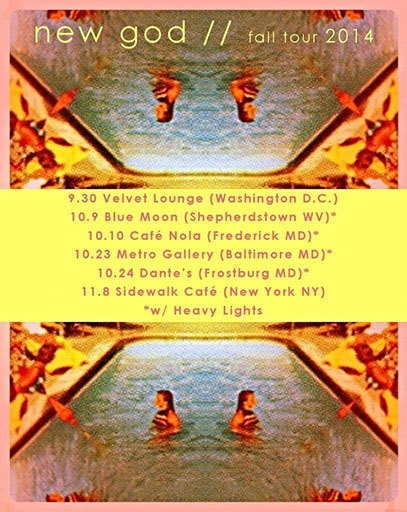 new god // fall tour 2014
9.30 Velvet Lounge (Washington D.C.)
10.9 Blue Moon (Shepherdstown WV)*
10.10 Café Nola (Frederick MD)*
10.23 Metro Gallery (Baltimore MD)*
10.24 Dante's (Frostburg MD)*
11.8 Sidewalk Café (New York NY)
*w/ Heavy Lights